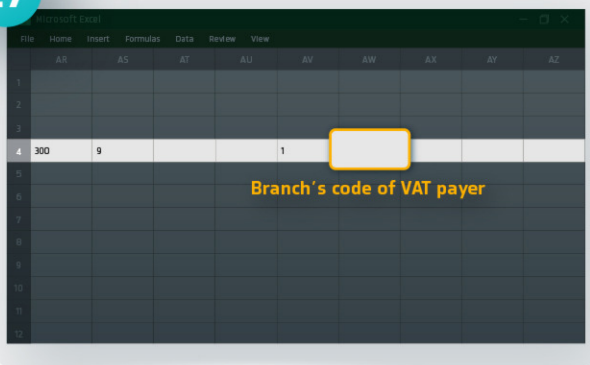 27
Microsoft Excel
File Home Insert Formulas Data Review View
AR AS AT AU AV AW AX AY AZ
1
2
3
4 300 9 1
5
Branch's code of VAT payer
6
7
8
9
10
11
12